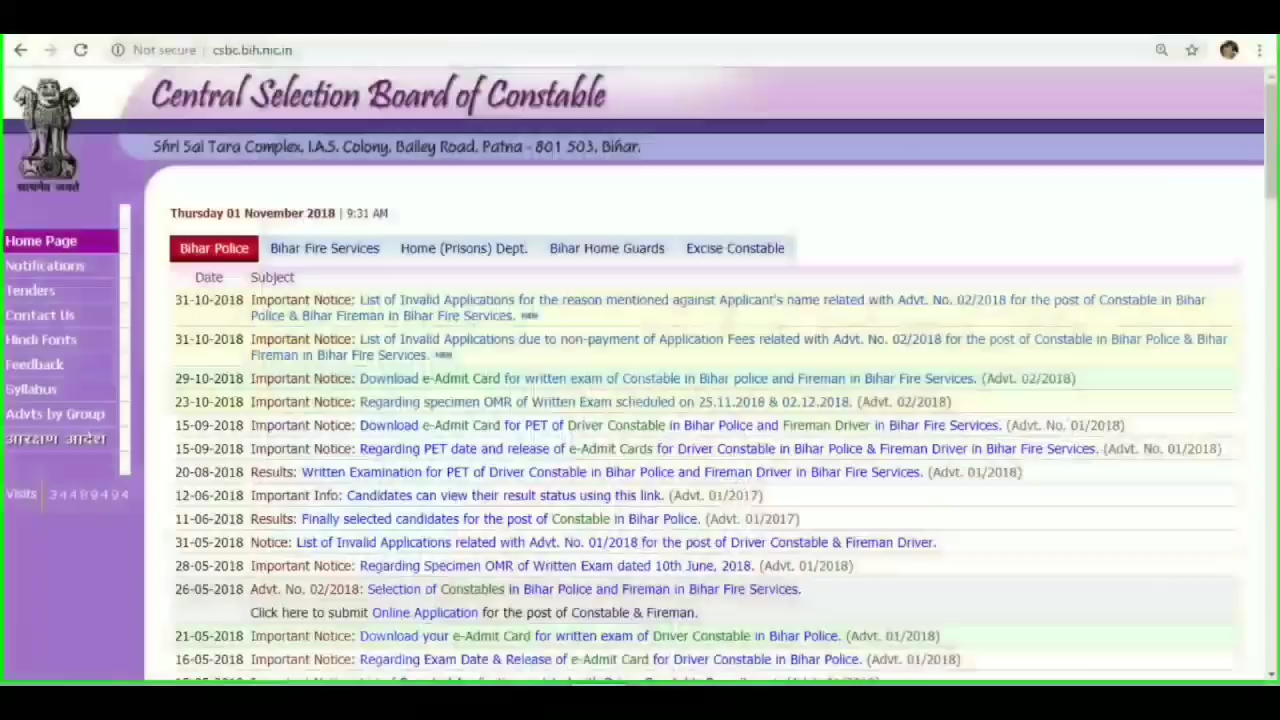 Not secure | csbc.bih.nic.in
Central Selection Board of Constable
Shri Sai Tara Complex, I.A.S. Colony, Bailey Road, Patna - 801 503, Bihar.
सत्यमेव जयते
Thursday 01 November 2018 | 9:31 AM
Home Page
Notifications
Tenders
Contact Us
Hindi Fonts
Feedback
Syllabus
Advts by Group
आरक्षण आदेश
Visits 34489494
Bihar Police Bihar Fire Services Home (Prisons) Dept. Bihar Home Guards Excise Constable
Date Subject
31-10-2018 Important Notice: List of Invalid Applications for the reason mentioned against Applicant's name related with Advt. No. 02/2018 for the post of Constable in Bihar
Police & Bihar Fireman in Bihar Fire Services.
31-10-2018 Important Notice: List of Invalid Applications due to non-payment of Application Fees related with Advt. No. 02/2018 for the post of Constable in Bihar Police & Bihar
Fireman in Bihar Fire Services.
29-10-2018 Important Notice: Download e-Admit Card for written exam of Constable in Bihar police and Fireman in Bihar Fire Services. (Advt. 02/2018)
23-10-2018 Important Notice: Regarding specimen OMR of Written Exam scheduled on 25.11.2018 & 02.12.2018. (Advt. 02/2018)
15-09-2018 Important Notice: Download e-Admit Card for PET of Driver Constable in Bihar Police and Fireman Driver in Bihar Fire Services. (Advt. No. 01/2018)
15-09-2018 Important Notice: Regarding PET date and release of e-Admit Cards for Driver Constable in Bihar Police & Fireman Driver in Bihar Fire Services. (Advt. No. 01/2018)
20-08-2018 Results: Written Examination for PET of Driver Constable in Bihar Police and Fireman Driver in Bihar Fire Services. (Advt. 01/2018)
12-06-2018 Important Info: Candidates can view their result status using this link. (Advt. 01/2017)
11-06-2018 Results: Finally selected candidates for the post of Constable in Bihar Police. (Advt. 01/2017)
31-05-2018 Notice: List of Invalid Applications related with Advt. No. 01/2018 for the post of Driver Constable & Fireman Driver.
28-05-2018 Important Notice: Regarding Specimen OMR of Written Exam dated 10th June, 2018. (Advt. 01/2018)
26-05-2018 Advt. No. 02/2018: Selection of Constables in Bihar Police and Fireman in Bihar Fire Services.
Click here to submit Online Application for the post of Constable & Fireman.
21-05-2018 Important Notice: Download your e-Admit Card for written exam of Driver Constable in Bihar Police. (Advt. 01/2018)
16-05-2018 Important Notice: Regarding Exam Date & Release of e-Admit Card for Driver Constable in Bihar Police. (Advt. 01/2018)